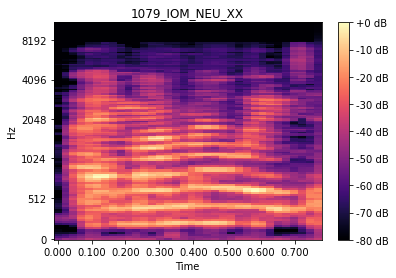 1079_IOM_NEU_XX
+0 dB
8192
-10 dB
4096
-20 dB
-30 dB
2048
Hz
-40 dB
1024
-50 dB
512
-60 dB
-70 dB
0
-80 dB
0.000 0.100 0.200 0.300 0.400 0.500 0.600 0.700
Time